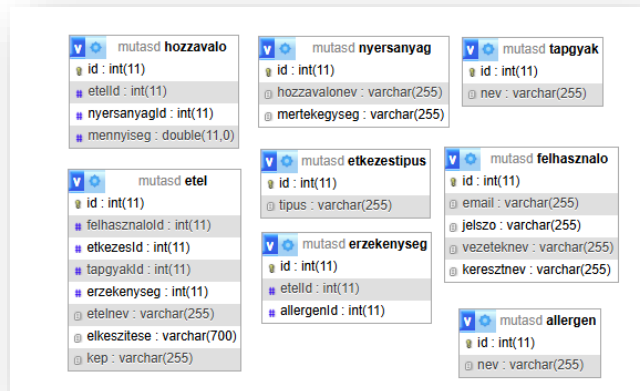 mutasd hozzavalo
id : int(11)
etelId : int(11)
nyersanyagId : int(11)
mennyiseg : double(11,0)
mutasd nyersanyag
id : int(11)
hozzavalonev : varchar(255)
mertekegyseg : varchar(255)
mutasd tapgyak
id : int(11)
nev : varchar(255)
mutasd etel
id : int(11)
felhasznaloId : int(11)
etkezesId : int(11)
tapgyakId : int(11)
erzekenyseg : int(11)
etelnev : varchar(255)
elkeszitese : varchar(700)
kep : varchar(255)
mutasd etkezestipus
id : int(11)
tipus : varchar(255)
mutasd erzekenyseg
id : int(11)
etelId : int(11)
allergenId : int(11)
mutasd felhasznalo
id : int(11)
email : varchar(255)
jelszo : varchar(255)
vezeteknev : varchar(255)
keresztnev : varchar(255)
mutasd allergen
id : int(11)
nev : varchar(255)